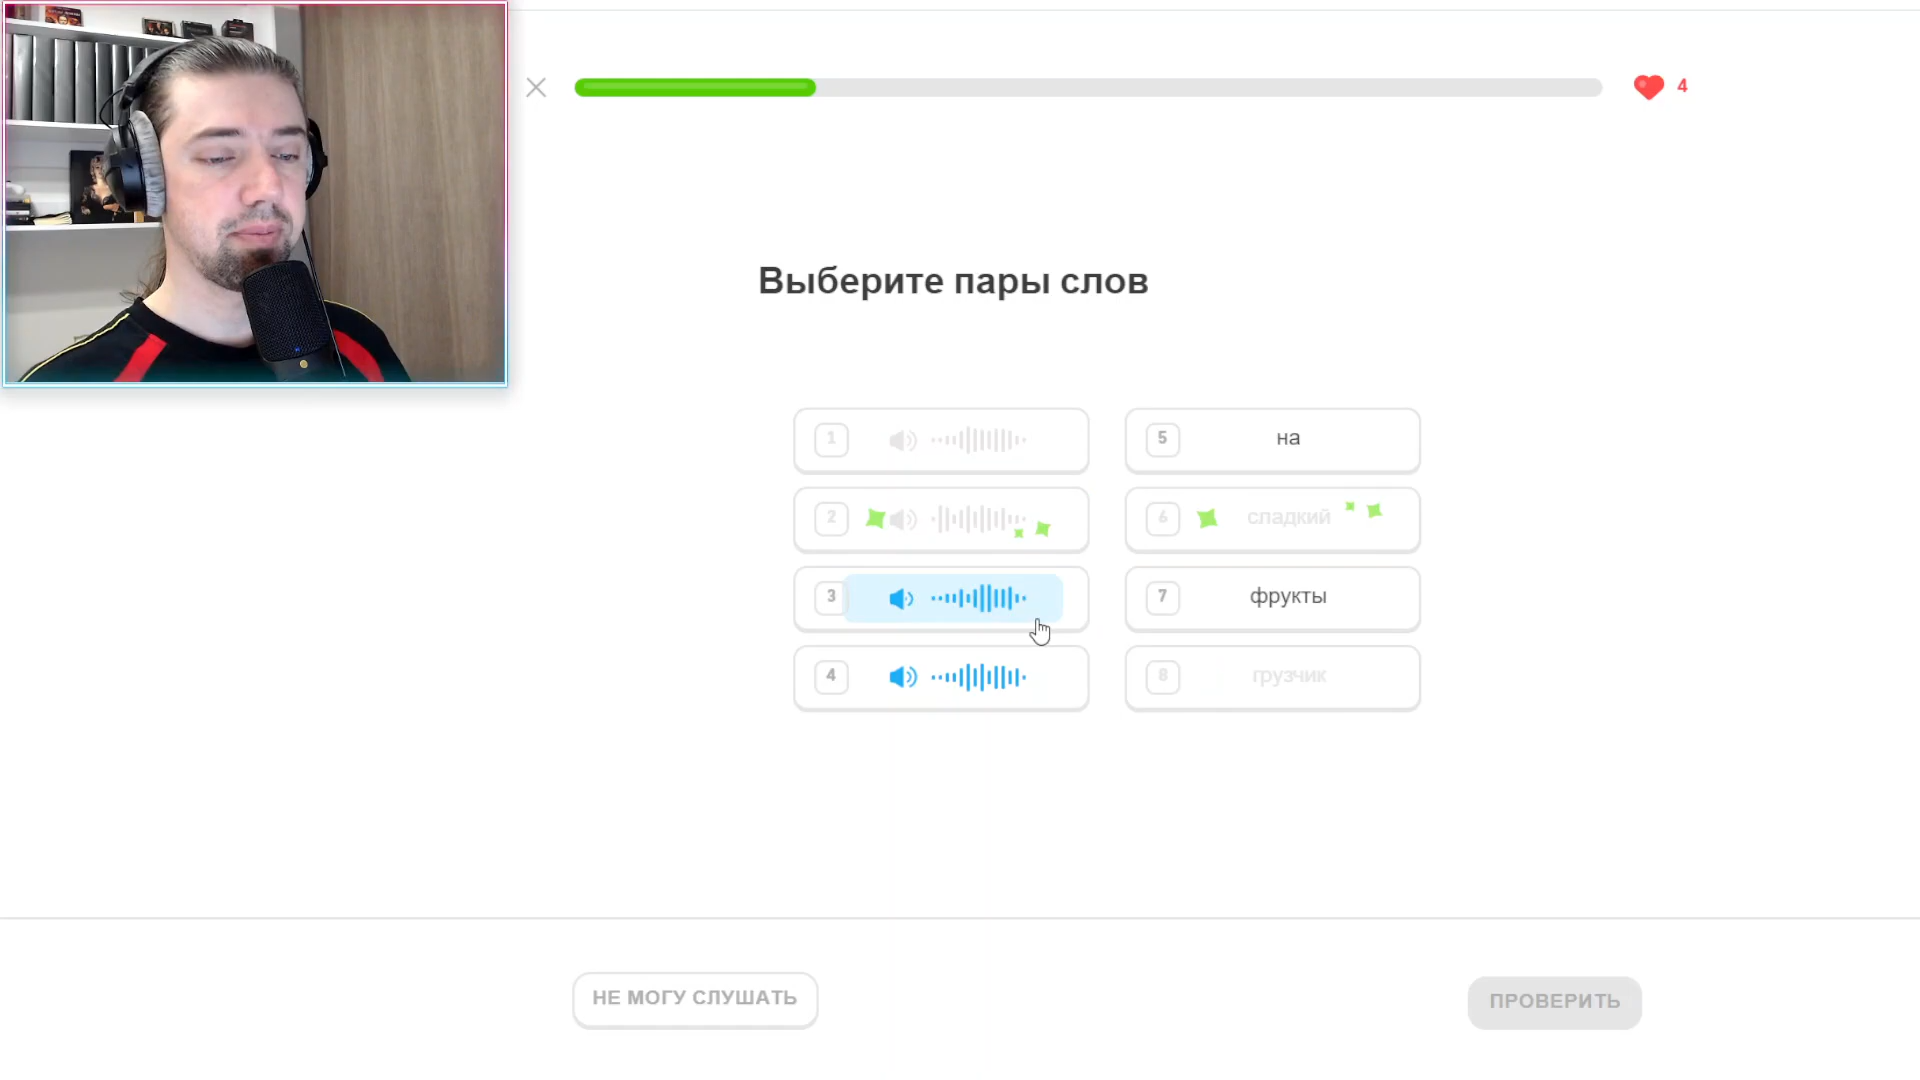 4
Выберите пары слов
1
5 на
2
6 сладкий
3
7 фрукты
4
8 грузчик
НЕ МОГУ СЛУШАТЬ
ПРОВЕРИТЬ